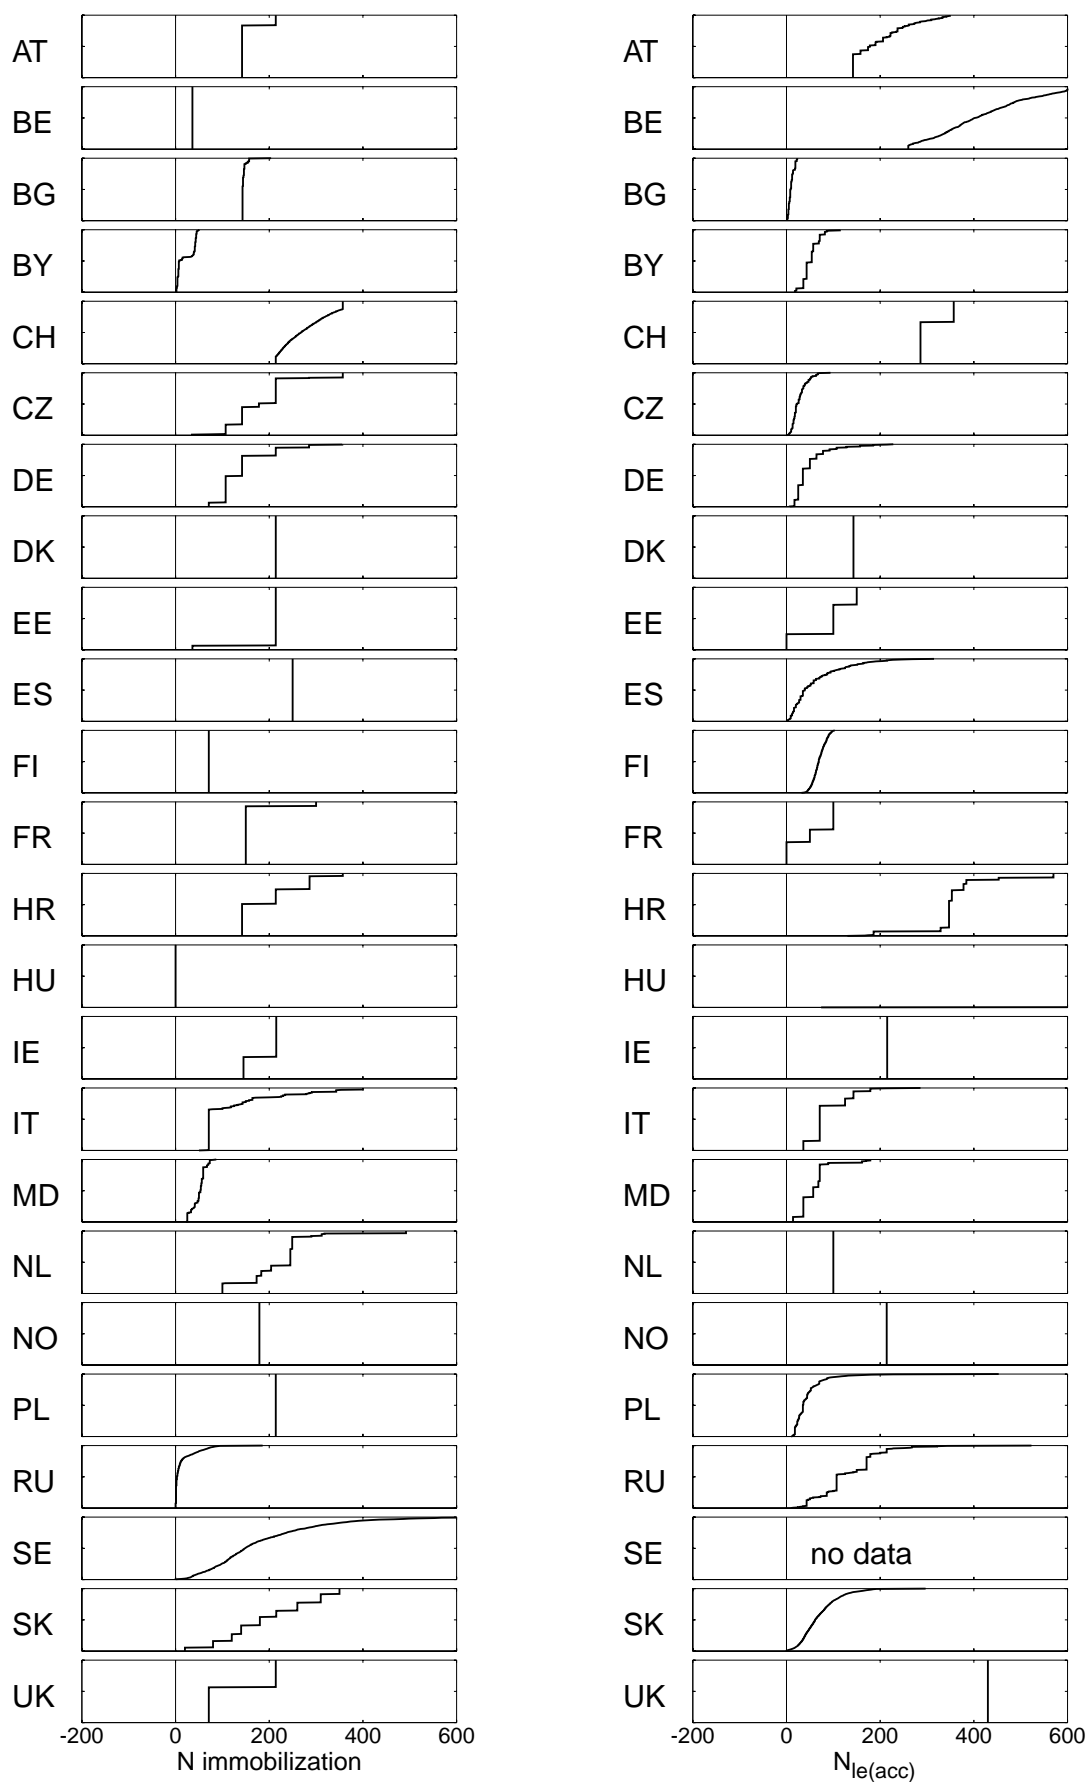 AT AT
BE BE
BG BG
BY BY
CH CH
CZ CZ
DE DE
DK DK
EE EE
ES ES
FI FI
FR FR
HR HR
HU HU
IE IE
IT IT
MD MD
NL NL
NO NO
PL PL
RU RU
SE SE no data
SK SK
UK UK
-200 0 200 400 600 -200 0 200 400 600
N immobilization N le(acc)